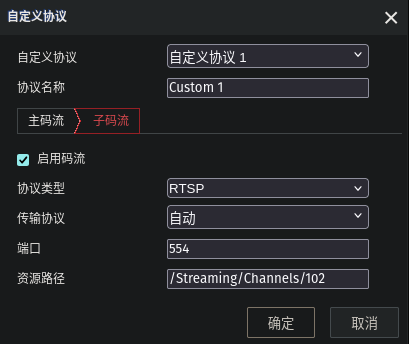 自定义协议
自定义协议 自定义协议 1
协议名称 Custom 1
主码流 子码流
启用码流
协议类型 RTSP
传输协议 自动
端口 554
资源路径 /Streaming/Channels/102
确定 取消